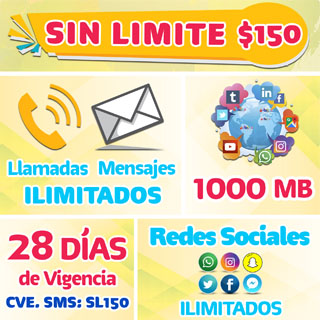 SIN LIMITE $150
Llamadas Mensajes
ILIMITADOS
1000 MB
28 DÍAS
de Vigencia
CVE. SMS: SL150
Redes Sociales
ILIMITADOS